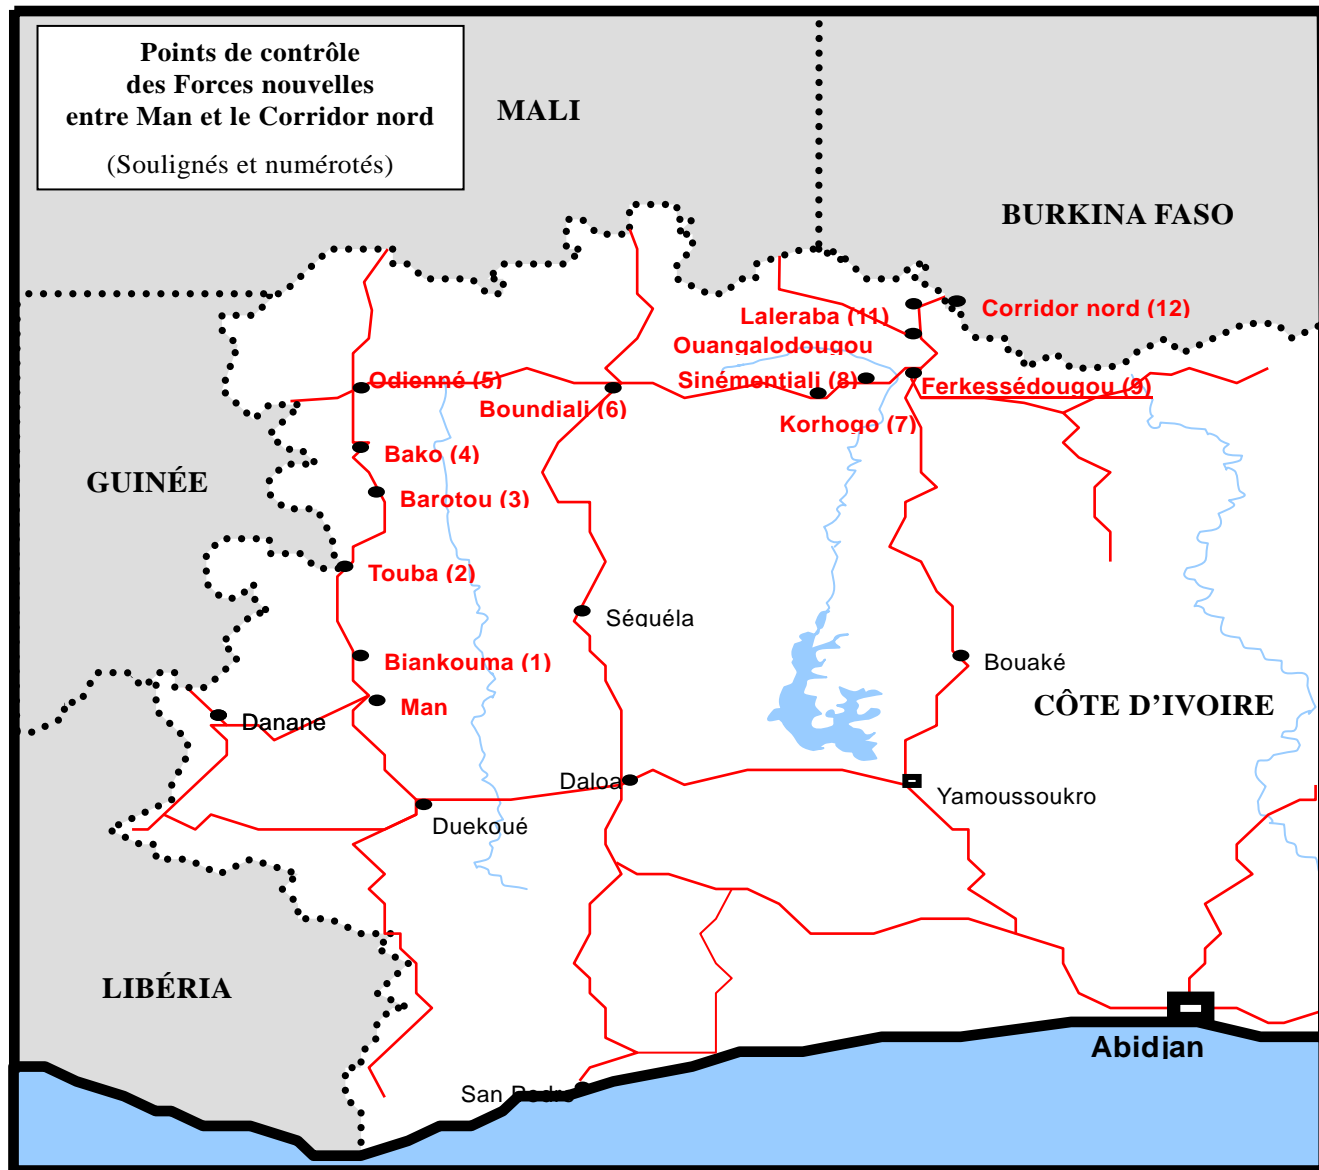 Points de contrôle
des Forces nouvelles
entre Man et le Corridor nord
(Soulignés et numérotés)
MALI
BURKINA FASO
Corridor nord (12)
Laleraba (11)
Ouangalodougou
Odienné (5)
Sinémentiali (8)
Ferkessédougou (9)
Boundiali (6)
Korhogo (7)
Bako (4)
GUINÉE
Barotou (3)
Touba (2)
Séguéla
Biankouma (1)
Bouaké
Man
CÔTE D’IVOIRE
Danane
Daloa
Yamoussoukro
Duekoué
LIBÉRIA
Abidjan
San Pedro